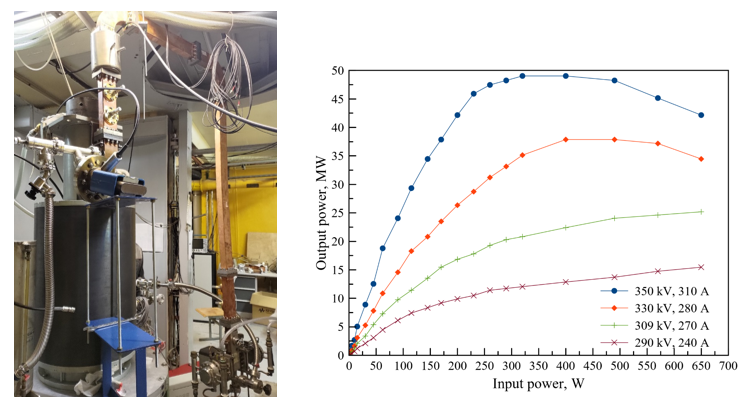 50
45
40
35
30
25
20
15
10
5
0
Output power, MW
350 kV, 310 A
330 kV, 280 A
309 kV, 270 A
290 kV, 240 A
0 50 100 150 200 250 300 350 400 450 500 550 600 650 700
Input power, W